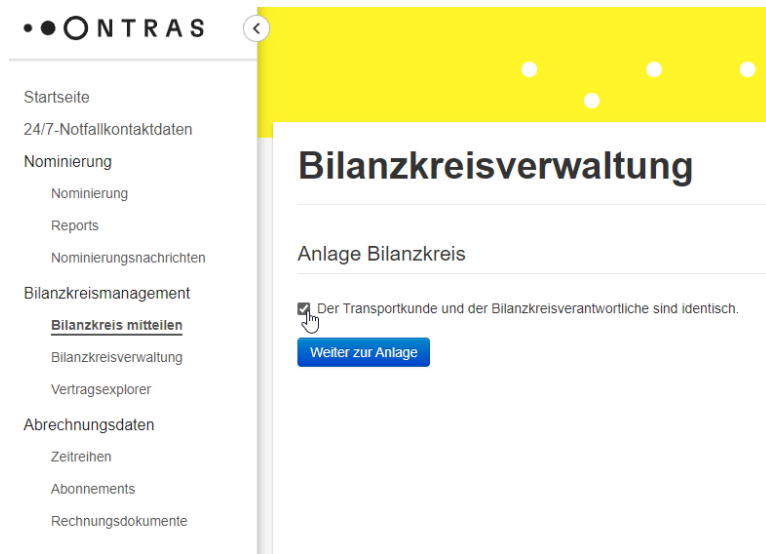 ONTRAS
Startseite
24/7-Notfallkontaktdaten
Nominierung
Nominierung
Reports
Nominierungsnachrichten
Bilanzkreismanagement
Bilanzkreis mitteilen
Bilanzkreisverwaltung
Vertragsexplorer
Abrechnungsdaten
Zeitreihen
Abonnements
Rechnungsdokumente
Bilanzkreisverwaltung
Anlage Bilanzkreis
Der Transportkunde und der Bilanzkreisverantwortliche sind identisch.
Weiter zur Anlage